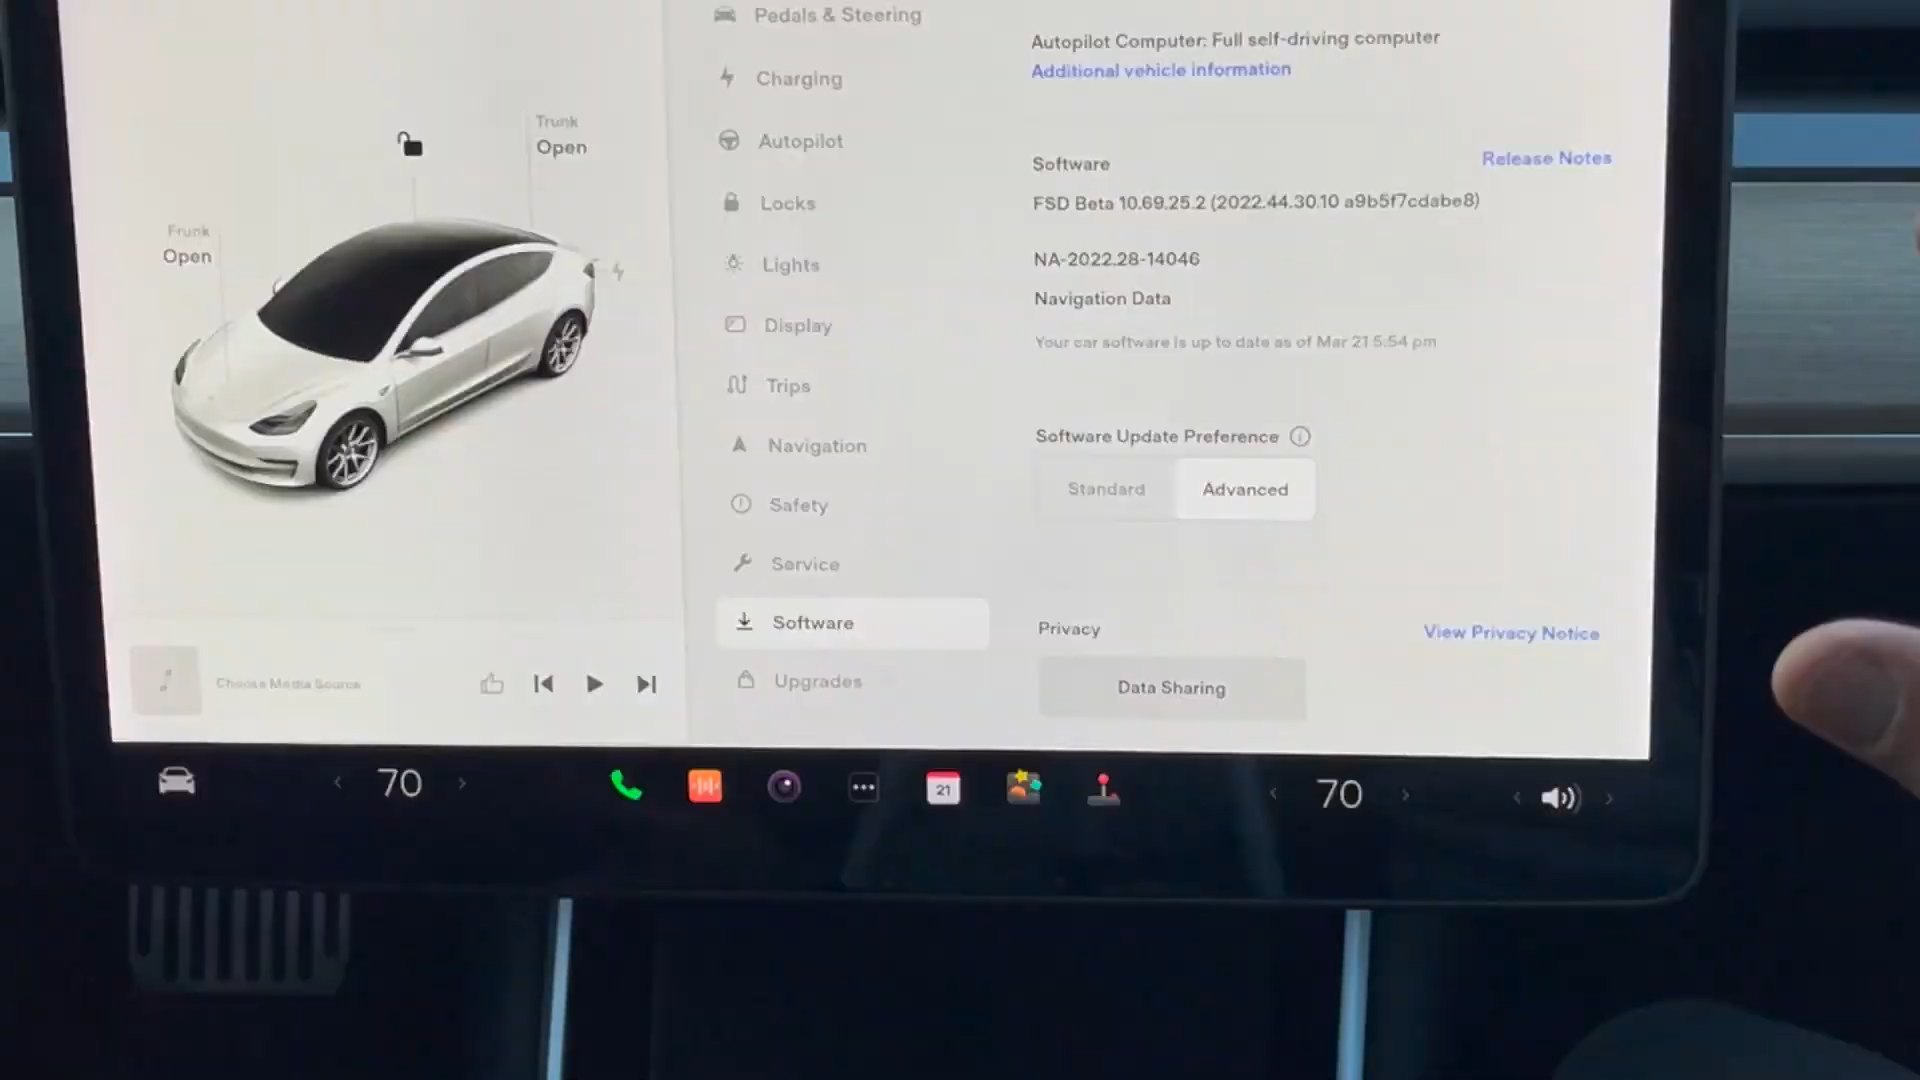 Trunk
Open
Frunk
Open
Choose Media Source
Pedals & Steering
Charging
Autopilot
Locks
Lights
Display
Trips
Navigation
Safety
Service
Software
Upgrades
Autopilot Computer: Full self-driving computer
Additional vehicle information
Software
Release Notes
FSD Beta 10.69.25.2 (2022.44.30.10 a9b5f7cdabe8)
NA-2022.28-14046
Navigation Data
Your car software is up to date as of Mar 21 5:54 pm
Software Update Preference
Standard
Advanced
Privacy
View Privacy Notice
Data Sharing
70
21
70